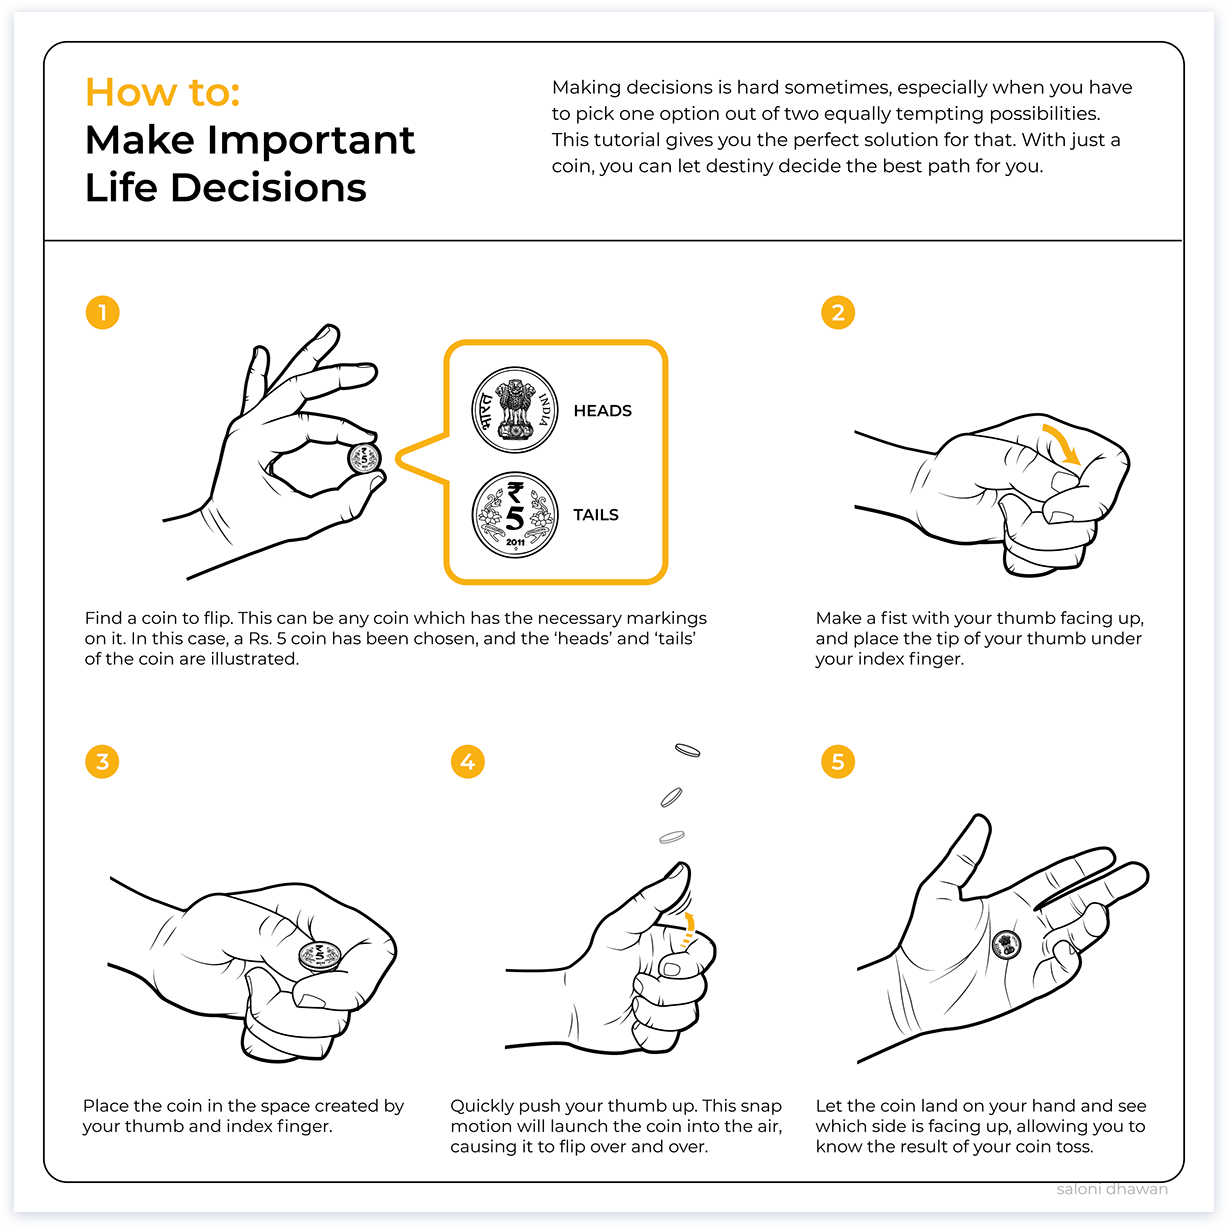 How to:
Make Important
Life Decisions
Making decisions is hard sometimes, especially when you have
to pick one option out of two equally tempting possibilities.
This tutorial gives you the perfect solution for that. With just a
coin, you can let destiny decide the best path for you.
1
₹
5
भारत
INDIA
HEADS
₹
5
2011
TAILS
Find a coin to flip. This can be any coin which has the necessary markings
on it. In this case, a Rs. 5 coin has been chosen, and the ‘heads’ and ‘tails’
of the coin are illustrated.
2
Make a fist with your thumb facing up,
and place the tip of your thumb under
your index finger.
3
₹
5
Place the coin in the space created by
your thumb and index finger.
4
Quickly push your thumb up. This snap
motion will launch the coin into the air,
causing it to flip over and over.
5
Let the coin land on your hand and see
which side is facing up, allowing you to
know the result of your coin toss.
saloni dhawan